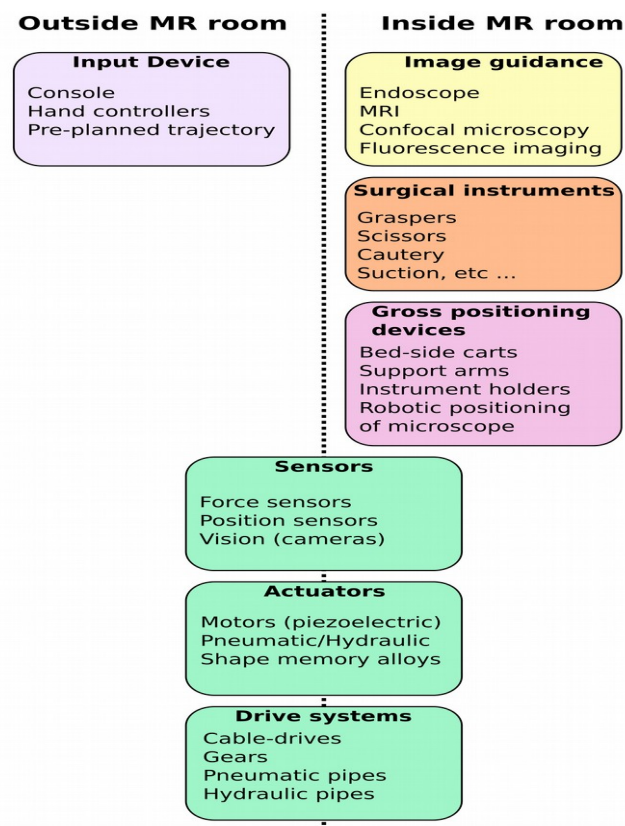 Outside MR room
Inside MR room
Input Device
Console
Hand controllers
Pre-planned trajectory
Image guidance
Endoscope
MRI
Confocal microscopy
Fluorescence imaging
Surgical instruments
Graspers
Scissors
Cautery
Suction, etc ...
Gross positioning
devices
Bed-side carts
Support arms
Instrument holders
Robotic positioning
of microscope
Sensors
Force sensors
Position sensors
Vision (cameras)
Actuators
Motors (piezoelectric)
Pneumatic/Hydraulic
Shape memory alloys
Drive systems
Cable-drives
Gears
Pneumatic pipes
Hydraulic pipes